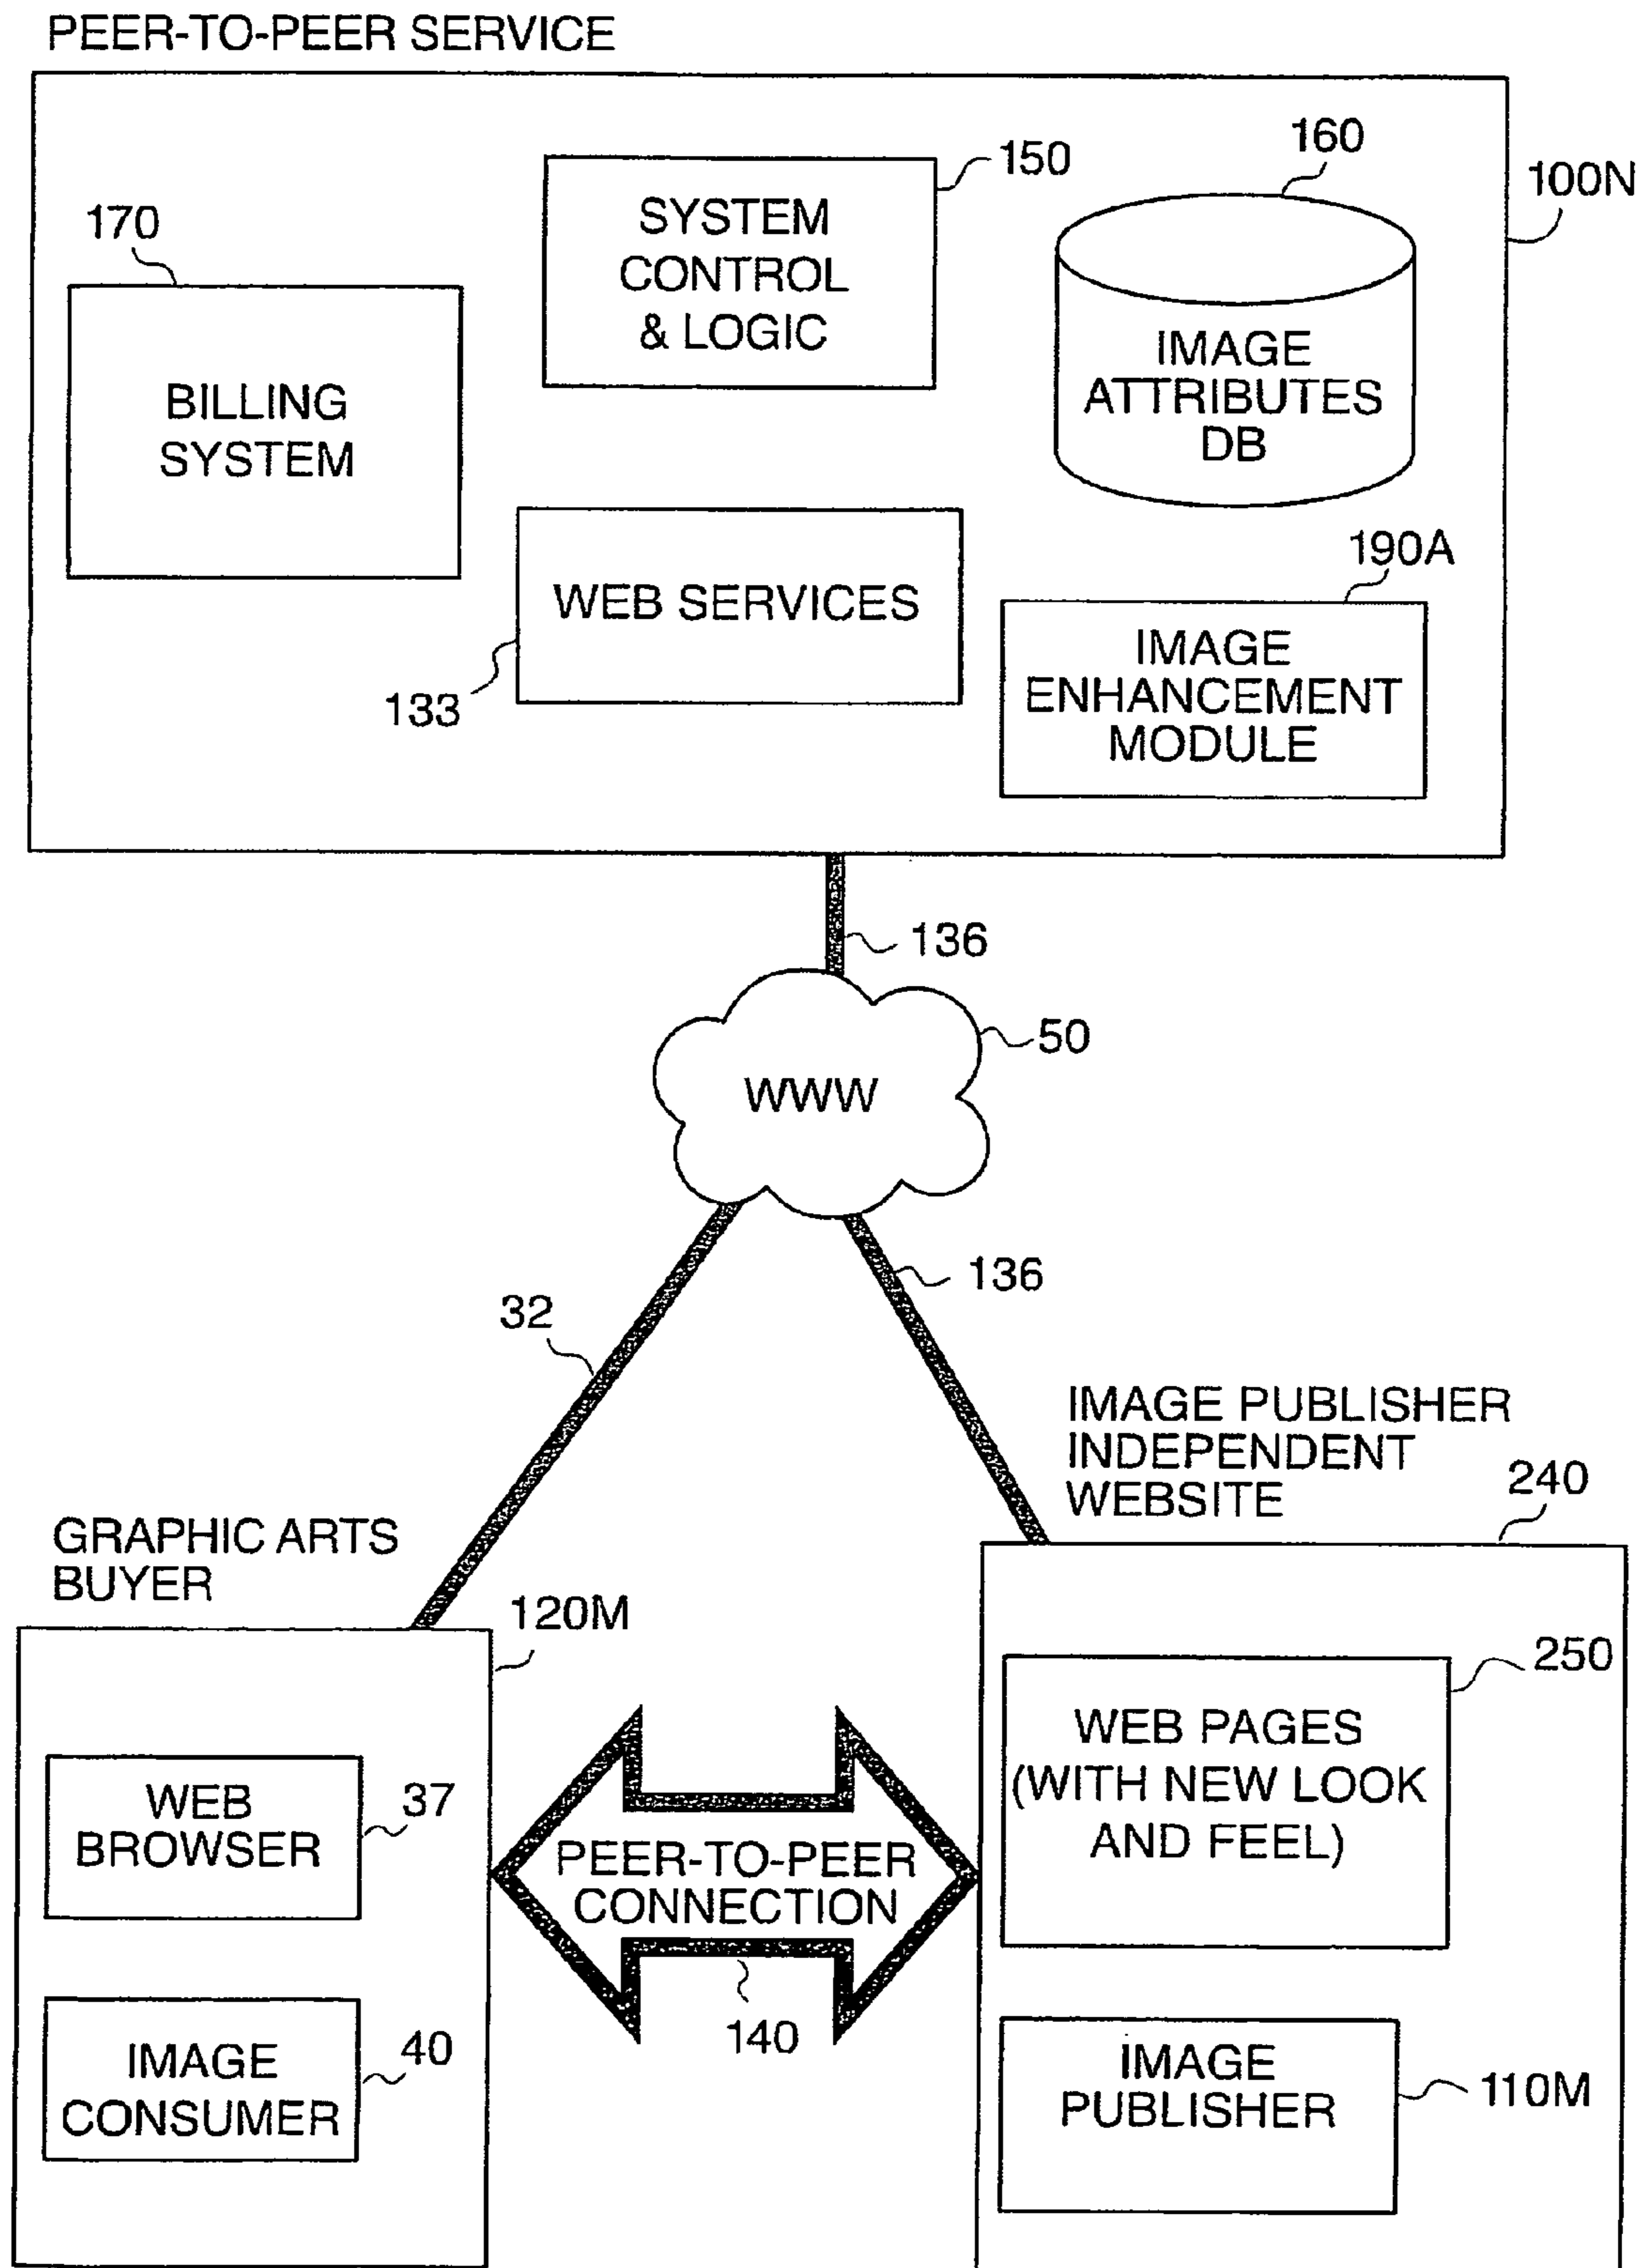 PEER-TO-PEER SERVICE
100N
150
SYSTEM
CONTROL
& LOGIC
160
IMAGE
ATTRIBUTES
DB
170
BILLING
SYSTEM
WEB SERVICES
133
190A
IMAGE
ENHANCEMENT
MODULE
136
50
WWW
32
136
GRAPHIC ARTS
BUYER
120M
WEB
BROWSER
37
IMAGE
CONSUMER
40
PEER-TO-PEER
CONNECTION
140
IMAGE PUBLISHER
INDEPENDENT
WEBSITE
240
250
WEB PAGES
(WITH NEW LOOK
AND FEEL)
IMAGE
PUBLISHER
110M